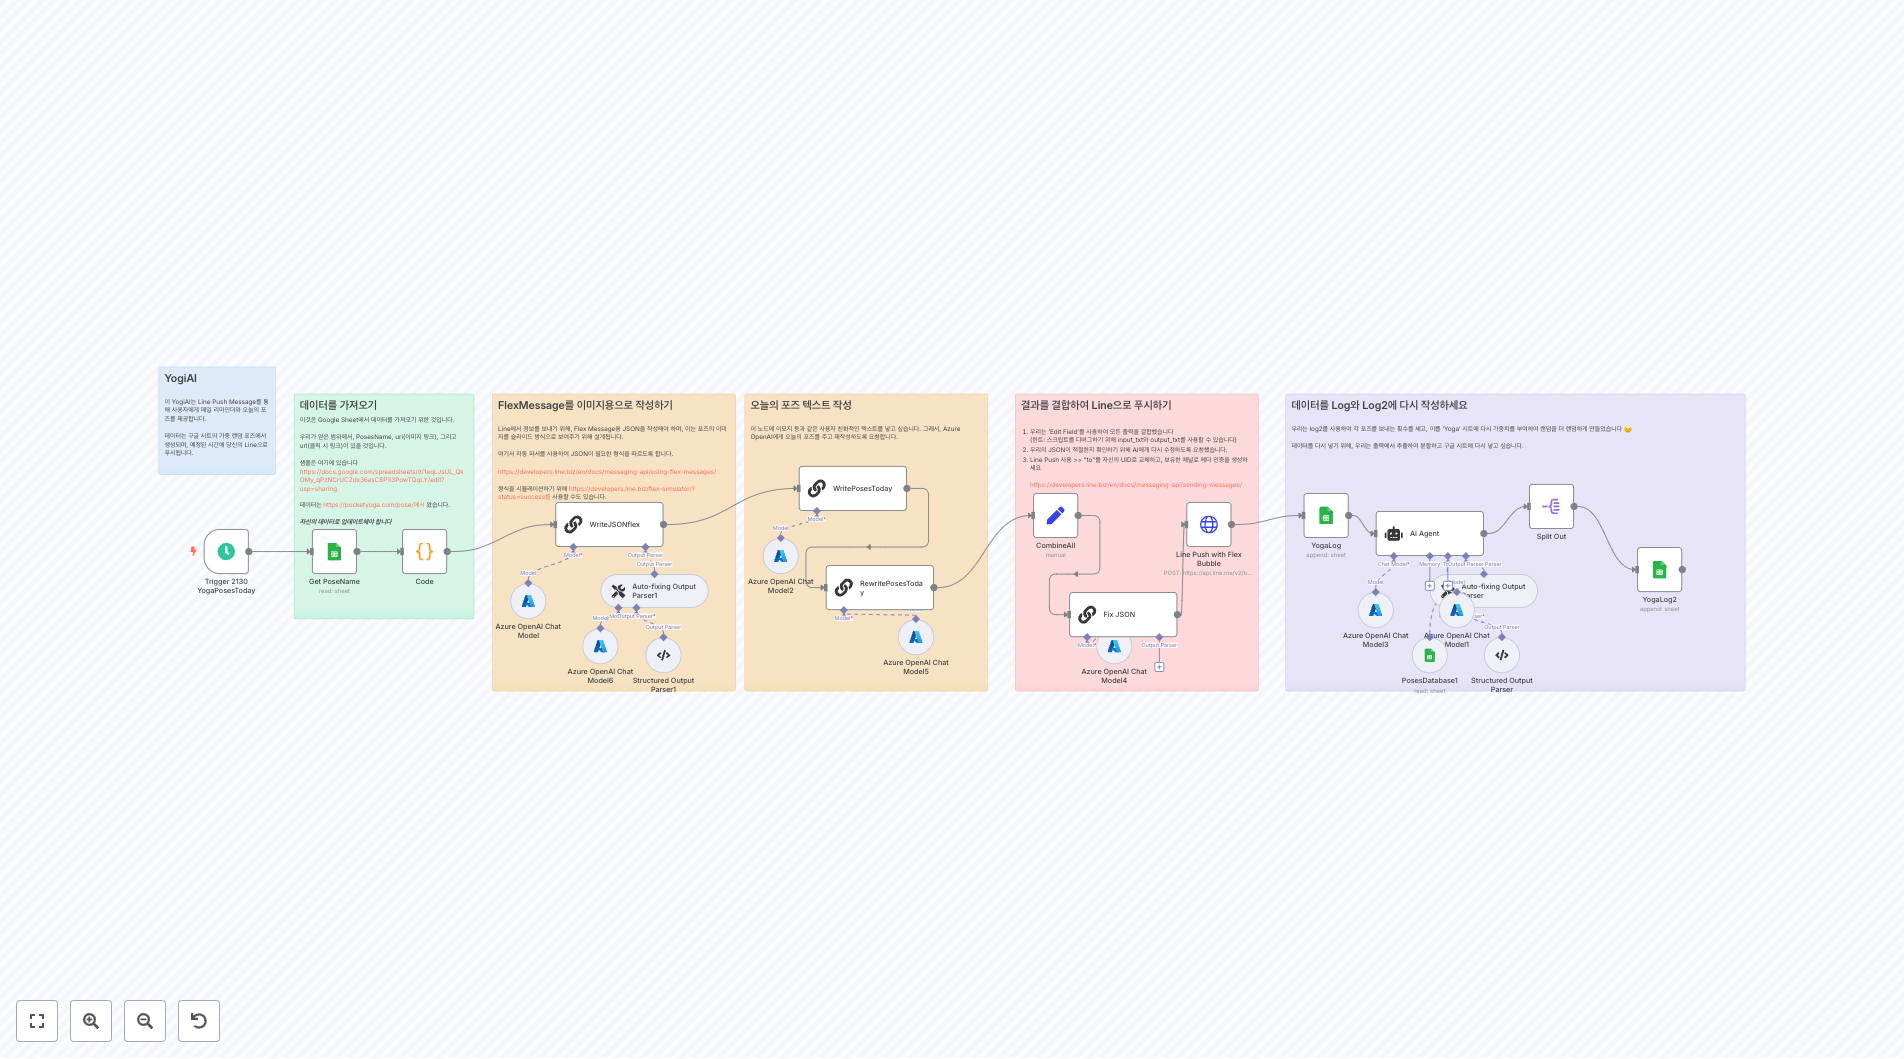 YogiAI
이 YogiAI는 Line Push Message를 통
해 사용자에게 매일 리마인더와 오늘의 포
즈를 제공합니다.
데이터는 구글 시트의 가중 랜덤 포즈에서
생성되며, 예정된 시간에 당신의 Line으로
푸시됩니다.
Trigger 2130
YogaPosesToday
데이터를 가져오기
이것은 Google Sheet에서 데이터를 가져오기 위한 것입니다.
우리가 얻은 범위에서, PosesName, uri(이미지 링크), 그리고
url(클릭 시 링크)이 있을 것입니다.
샘플은 여기에 있습니다
데이터는 https://pocketyoga.com/pose/에서 왔습니다.
자신의 데이터로 업데이트해야 합니다
Get PoseName
read: sheet
Code
FlexMessage를 이미지용으로 작성하기
Line에서 정보를 보내기 위해, Flex Message용 JSON을 작성해야 하며, 이는 포즈의 이미
지를 슬라이드 방식으로 보여주기 위해 설계됩니다.
여기서 자동 파서를 사용하여 JSON이 필요한 형식을 따르도록 합니다.
https://developers.line.biz/en/docs/messaging-api/using-flex-messages/
형식을 시뮬레이션하기 위해 https://developers.line.biz/flex-simulator/?
status=success를 사용할 수도 있습니다.
WriteJSONflex
Model*
Output Parser
Model
Output Parser
Auto-fixing Output
Parser1
Azure OpenAI Chat
Model
Model
Output Parser*
Output Parser
Azure OpenAI Chat
Model6
Structured Output
Parser1
오늘의 포즈 텍스트 작성
이 노드에 이모지 등과 같은 사용자 친화적인 텍스트를 넣고 싶습니다. 그래서, Azure
OpenAI에게 오늘의 포즈를 주고 재작성하도록 요청합니다.
WritePosesToday
Model*
Model
Azure OpenAI Chat
Model2
RewritePosesToda
y
Model*
Azure OpenAI Chat
Model5
결과를 결합하여 Line으로 푸시하기
1. 우리는 'Edit Field'를 사용하여 모든 출력을 결합했습니다
(힌트: 스크립트를 디버그하기 위해 input_txt와 output_txt를 사용할 수 있습니다)
2. 우리의 JSON이 적절한지 확인하기 위해 AI에게 다시 수정하도록 요청했습니다.
3. Line Push 사용 >> "to"를 자신의 UID로 교체하고, 보유한 채널로 헤더 인증을 생성하
세요
https://developers.line.biz/en/docs/messaging-api/sending-messages/
CombineAll
manual
Line Push with Flex
Bubble
POST: https://api.line.me/v2/b...
Fix JSON
Model*
Output Parser
Azure OpenAI Chat
Model4
데이터를 Log와 Log2에 다시 작성하세요
우리는 log2를 사용하여 각 포즈를 보내는 횟수를 세고, 이를 'Yoga' 시트에 다시 가중치를 부여하여 랜덤을 더 랜덤하게 만들었습니다 😅
데이터를 다시 넣기 위해, 우리는 출력에서 추출하여 분할하고 구글 시트에 다시 넣고 싶습니다.
YogaLog
append: sheet
AI Agent
Chat Model*
Memory
Output Parser
Output Parser
Model
Auto-fixing Output
Parser
Azure OpenAI Chat
Model3
Azure OpenAI Chat
Model1
Output Parser
PosesDatabase1
read: sheet
Structured Output
Parser
Split Out
YogaLog2
append: sheet